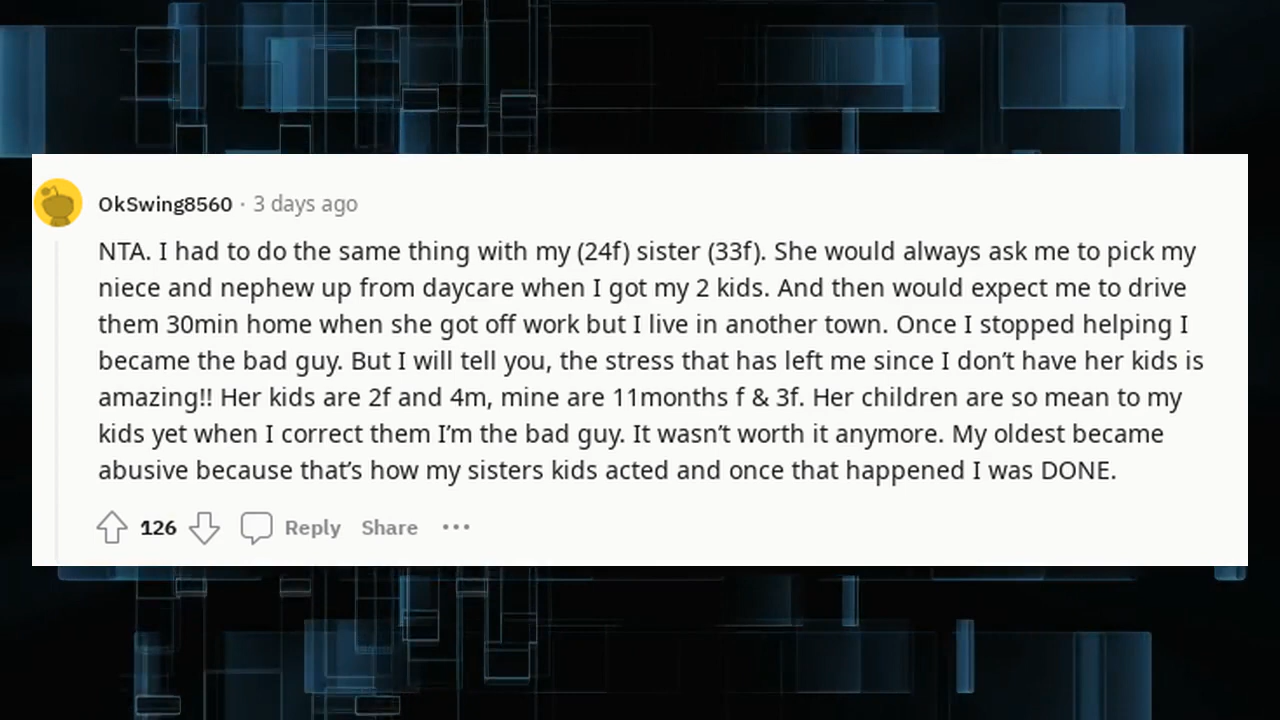 OkSwing8560 · 3 days ago
NTA. I had to do the same thing with my (24f) sister (33f). She would always ask me to pick my
niece and nephew up from daycare when I got my 2 kids. And then would expect me to drive
them 30min home when she got off work but I live in another town. Once I stopped helping I
became the bad guy. But I will tell you, the stress that has left me since I don’t have her kids is
amazing!! Her kids are 2f and 4m, mine are 11months f & 3f. Her children are so mean to my
kids yet when I correct them I’m the bad guy. It wasn’t worth it anymore. My oldest became
abusive because that’s how my sisters kids acted and once that happened I was DONE.
126 Reply Share ···